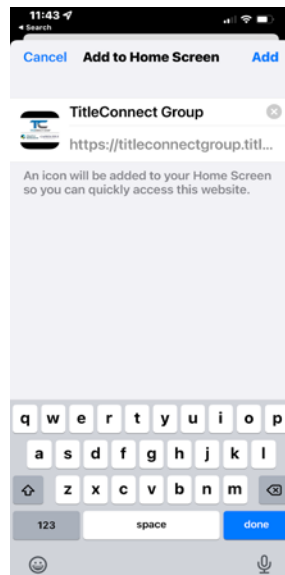 11:43
◂ Search
Cancel Add to Home Screen Add
TitleConnect Group
TC
https://titleconnectgroup.titl...
An icon will be added to your Home Screen
so you can quickly access this website.
q w e r t y u i o p
a s d f g h j k l
z x c v b n m
123 space done